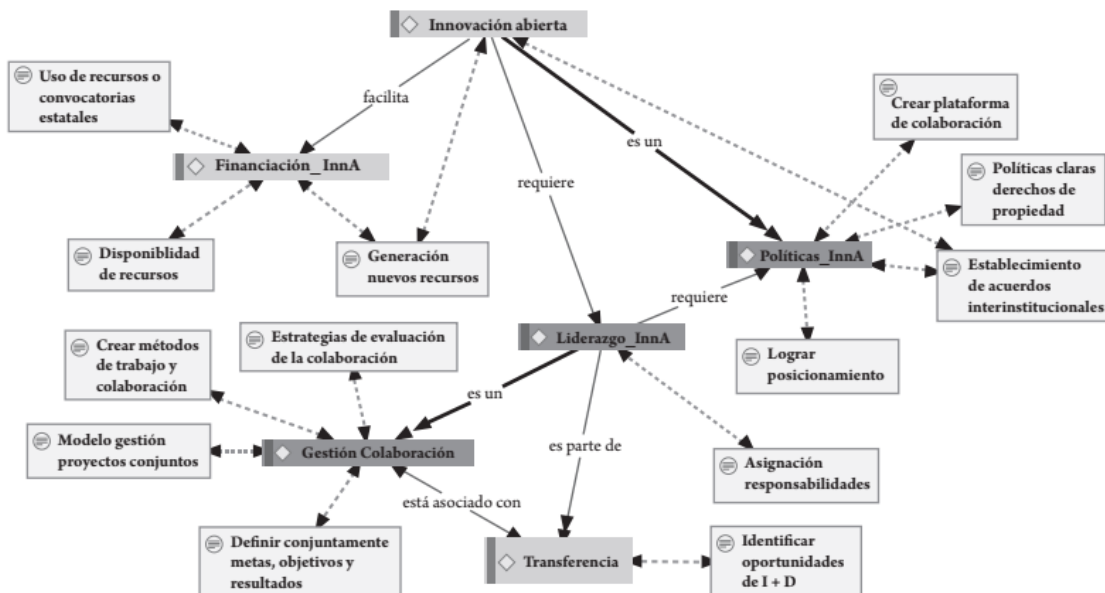 Innovación abierta
Uso de recursos o
convocatorias
estatales
facilita
Crear plataforma
de colaboración
es un
Financiación_InnA
requiere
Políticas claras
derechos de
propiedad
Disponiblidad
de recursos
Generación
nuevos recursos
Políticas_InnA
Establecimiento
de acuerdos
interinstitucionales
requiere
Estrategias de evaluación
de la colaboración
Liderazgo_InnA
Crear métodos
de trabajo y
colaboración
Lograr
posicionamiento
es un
Modelo gestión
proyectos conjuntos
Gestión Colaboración
es parte de
Asignación
responsabilidades
está asociado con
Definir conjuntamente
metas, objetivos y
resultados
Transferencia
Identificar
oportunidades
de I + D